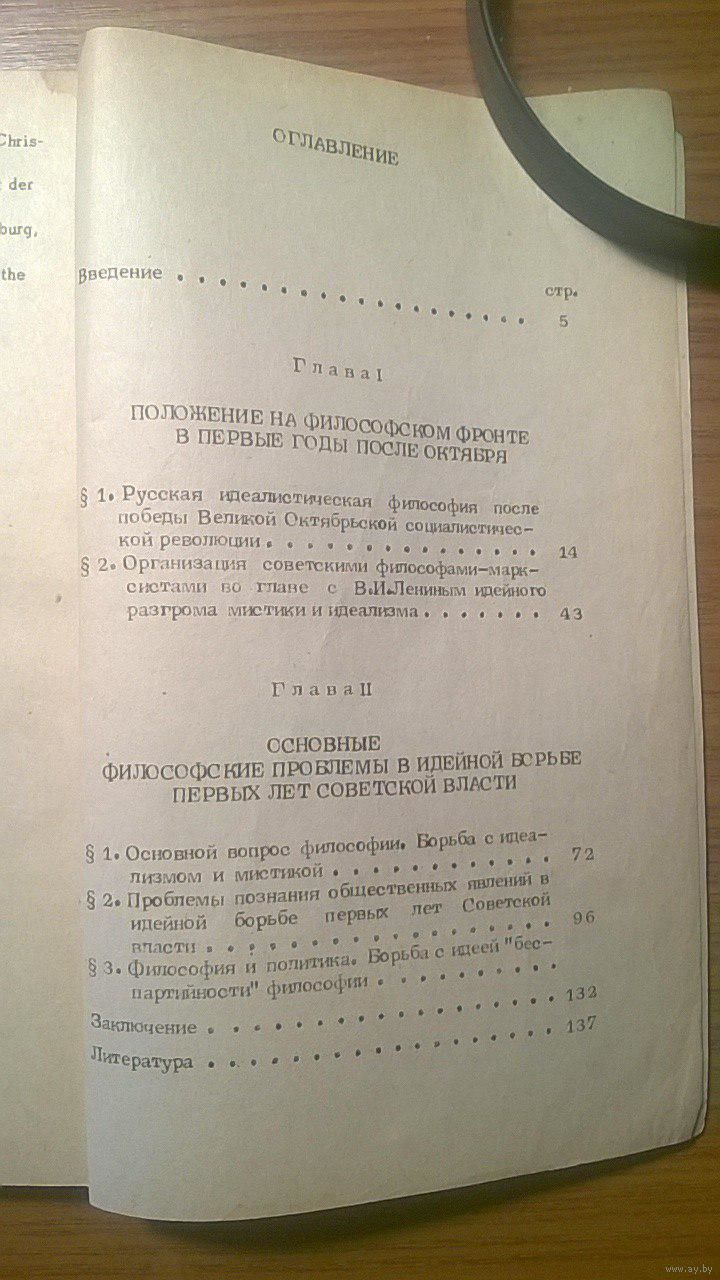 Chris-
der
burg,
the
ОГЛАВЛЕНИЕ
стр.
Введение . . . . . . . . . . . . . . . . . . 5
Глава I
ПОЛОЖЕНИЕ НА ФИЛОСОФСКОМ ФРОНТЕ
В ПЕРВЫЕ ГОДЫ ПОСЛЕ ОКТЯБРЯ
§ 1. Русская идеалистическая философия после
победы Великой Октябрьской социалистичес-
кой революции . . . . . . . . . . . . . . 14
§ 2. Организация советскими философами-марк-
систами во главе с В.И.Лениным идейного
разгрома мистики и идеализма . . . . . . 43
Глава II
ОСНОВНЫЕ
ФИЛОСОФСКИЕ ПРОБЛЕМЫ В ИДЕЙНОЙ БОРЬБЕ
ПЕРВЫХ ЛЕТ СОВЕТСКОЙ ВЛАСТИ
§ 1. Основной вопрос философии. Борьба с идеа-
лизмом и мистикой . . . . . . . . . . . 72
§ 2. Проблемы познания общественных явлений в
идейной борьбе первых лет Советской
власти . . . . . . . . . . . . . . . . . 96
§ 3. Философия и политика. Борьба с идеей "бес-
партийности" философии . . . . . . . . .
Заключение . . . . . . . . . . . . . . . . 132
Литература . . . . . . . . . . . . . . . . 137
www.ay.by